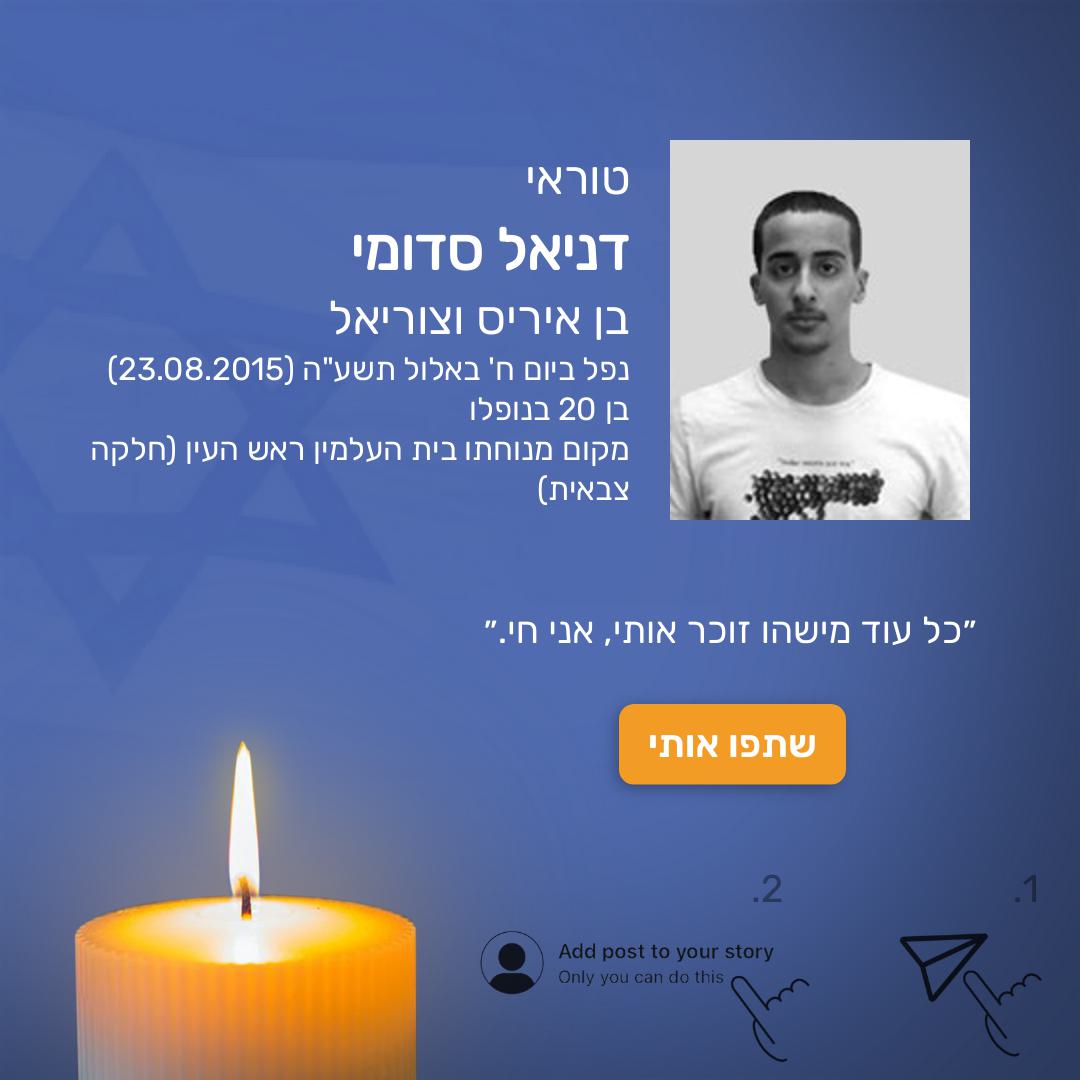 טוראי
דניאל סדומי
בן איריס וצוריאל
נפל ביום ח' באלול תשע"ה (23.08.2015)
בן 20 בנופלו
מקום מנוחתו בית העלמין ראש העין (חלקה
צבאית)
״כל עוד מישהו זוכר אותי, אני חי.״
שתפו אותי
1.
2.
Add post to your story
Only you can do this